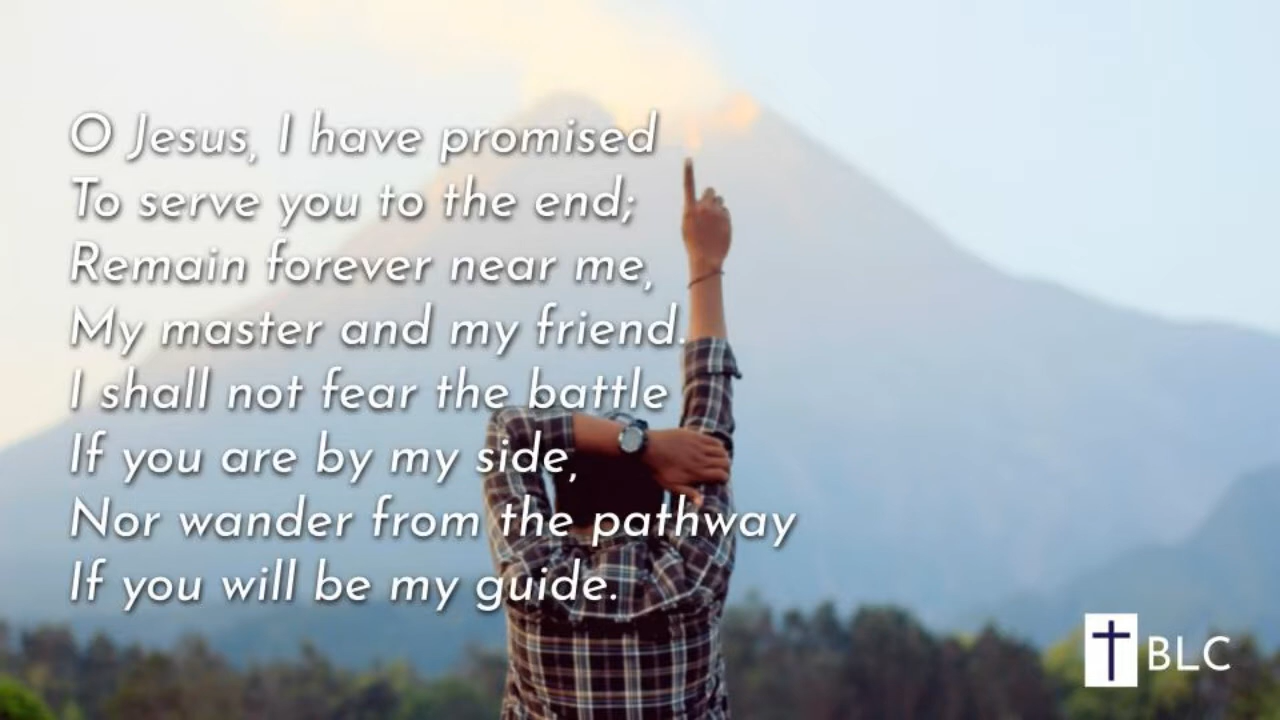 O Jesus, I have promised
To serve you to the end;
Remain forever near me,
My master and my friend.
I shall not fear the battle
If you are by my side,
Nor wander from the pathway
If you will be my guide.
BLC